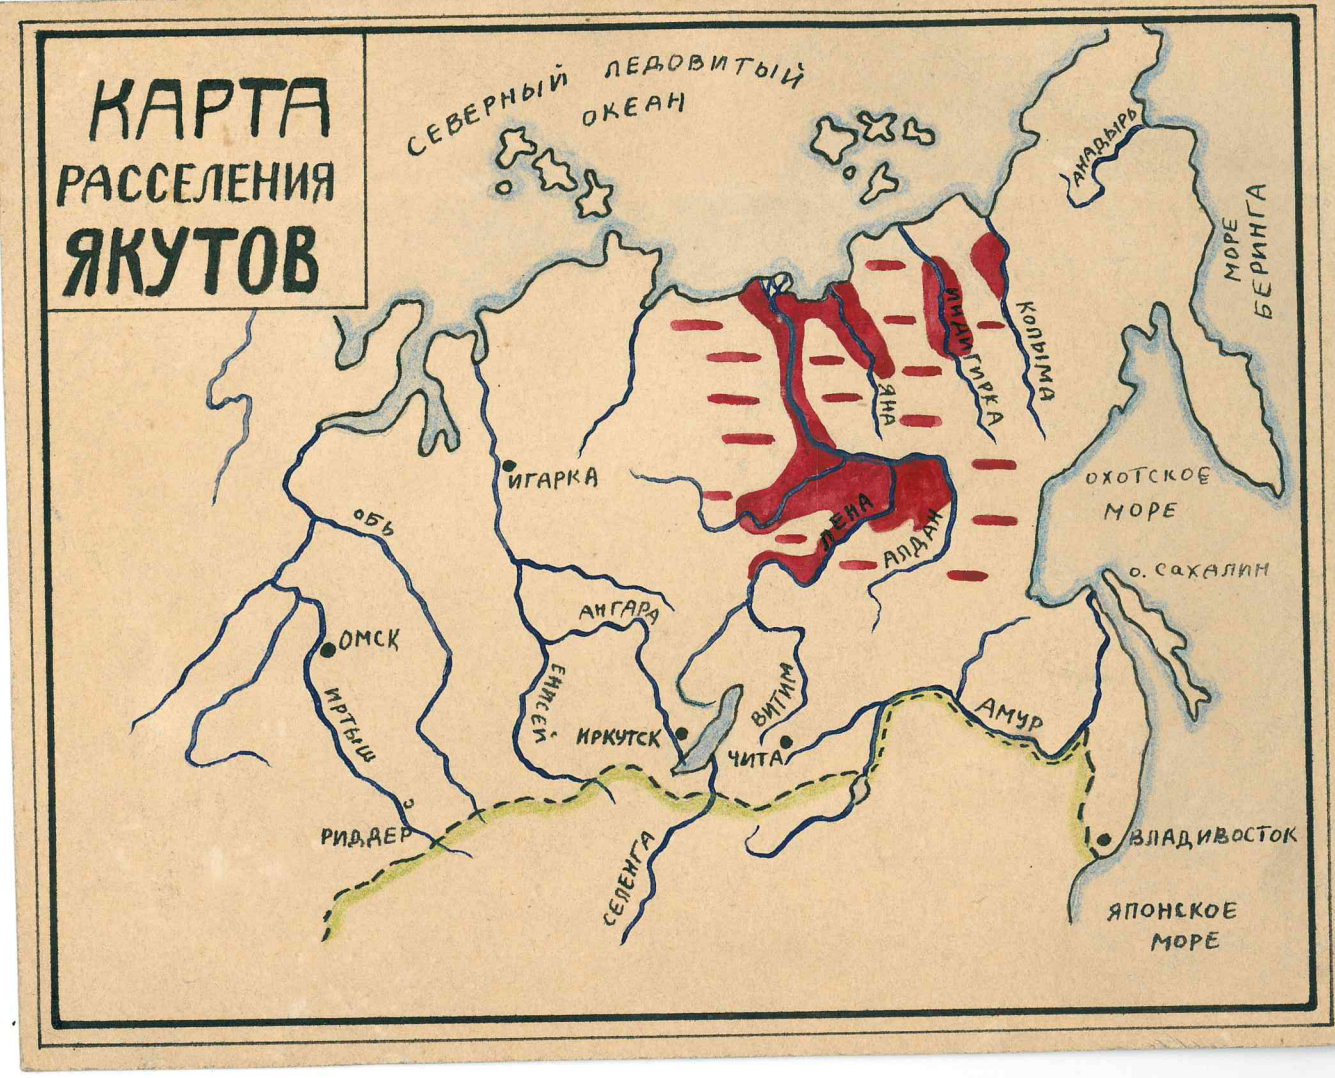 КАРТА
РАССЕЛЕНИЯ
ЯКУТОВ
СЕВЕРНЫЙ ЛЕДОВИТЫЙ
ОКЕАН
АНАДЫРЬ
МОРЕ
БЕРИНГА
КОЛЫМА
ИНДИГИРКА
ЯНА
ИГАРКА
ОХОТСКОЕ
МОРЕ
ОБЬ
ЛЕНА
АЛДАН
О. САХАЛИН
АНГАРА
ОМСК
ЕНИСЕЙ
ИРТЫШ
ВИТИМ
АМУР
ИРКУТСК
ЧИТА
РИДДЕР
СЕЛЕНГА
ВЛАДИВОСТОК
ЯПОНСКОЕ
МОРЕ